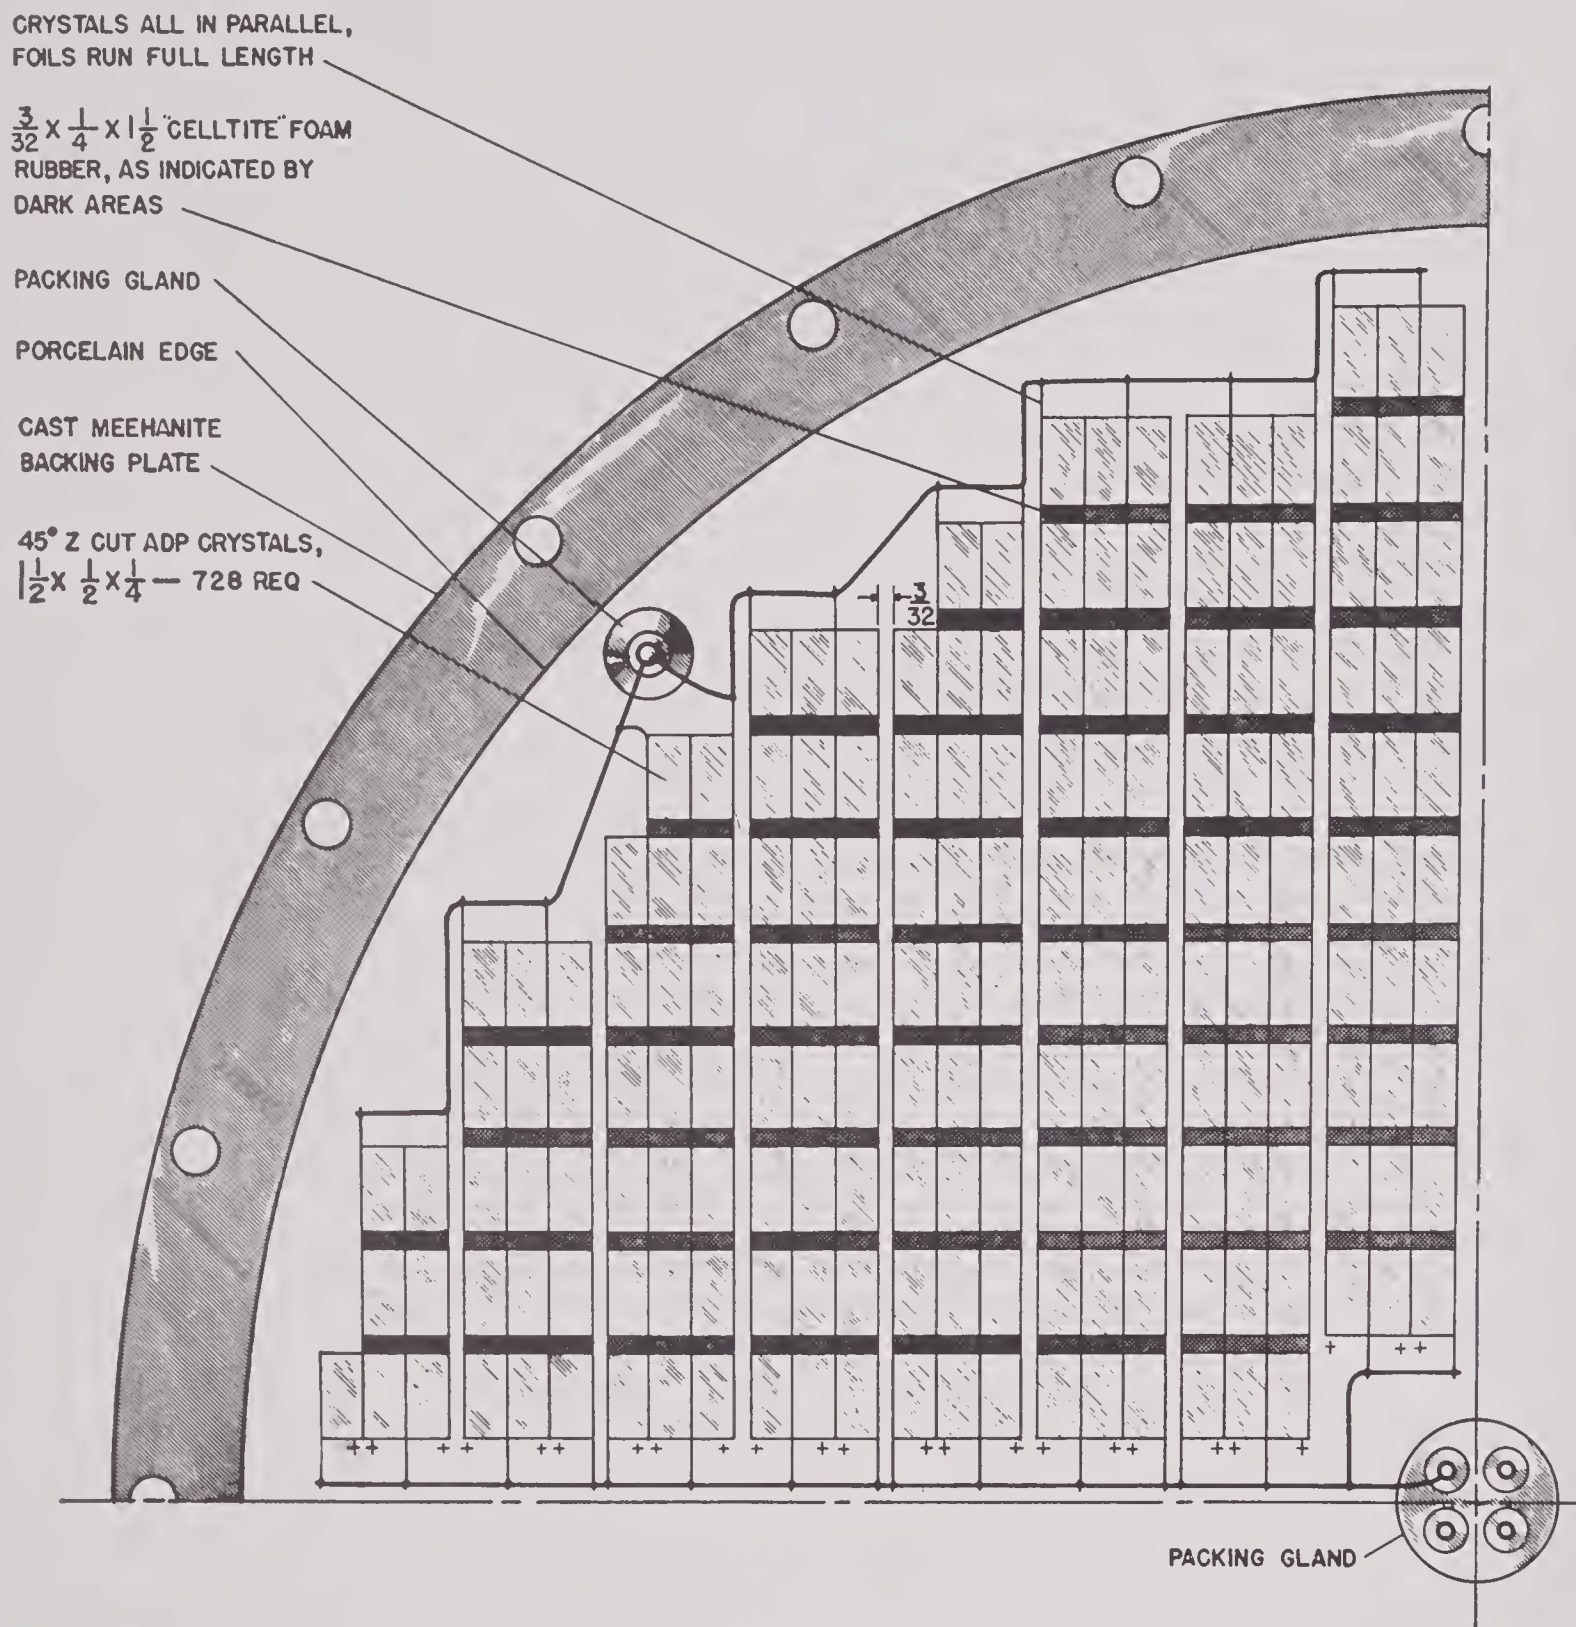 CRYSTALS ALL IN PARALLEL,
FOILS RUN FULL LENGTH
3/32 X 1/4 X 1 1/2 "CELLTITE" FOAM
RUBBER, AS INDICATED BY
DARK AREAS
PACKING GLAND
PORCELAIN EDGE
CAST MEEHANITE
BACKING PLATE
45° Z CUT ADP CRYSTALS,
1 1/2 X 1/2 X 1/4 — 728 REQ
3/32
+ + + + + + + + + + + + + + + + + + + + + +
PACKING GLAND